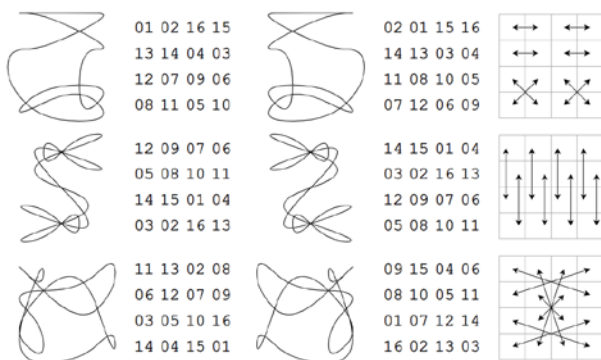 01 02 16 15 02 01 15 16
13 14 04 03 14 13 03 04
12 07 09 06 11 08 10 05
08 11 05 10 07 12 06 09
12 09 07 06 14 15 01 04
05 08 10 11 03 02 16 13
14 15 01 04 12 09 07 06
03 02 16 13 05 08 10 11
11 13 02 08 09 15 04 06
06 12 07 09 08 10 05 11
03 05 10 16 01 07 12 14
14 04 15 01 16 02 13 03